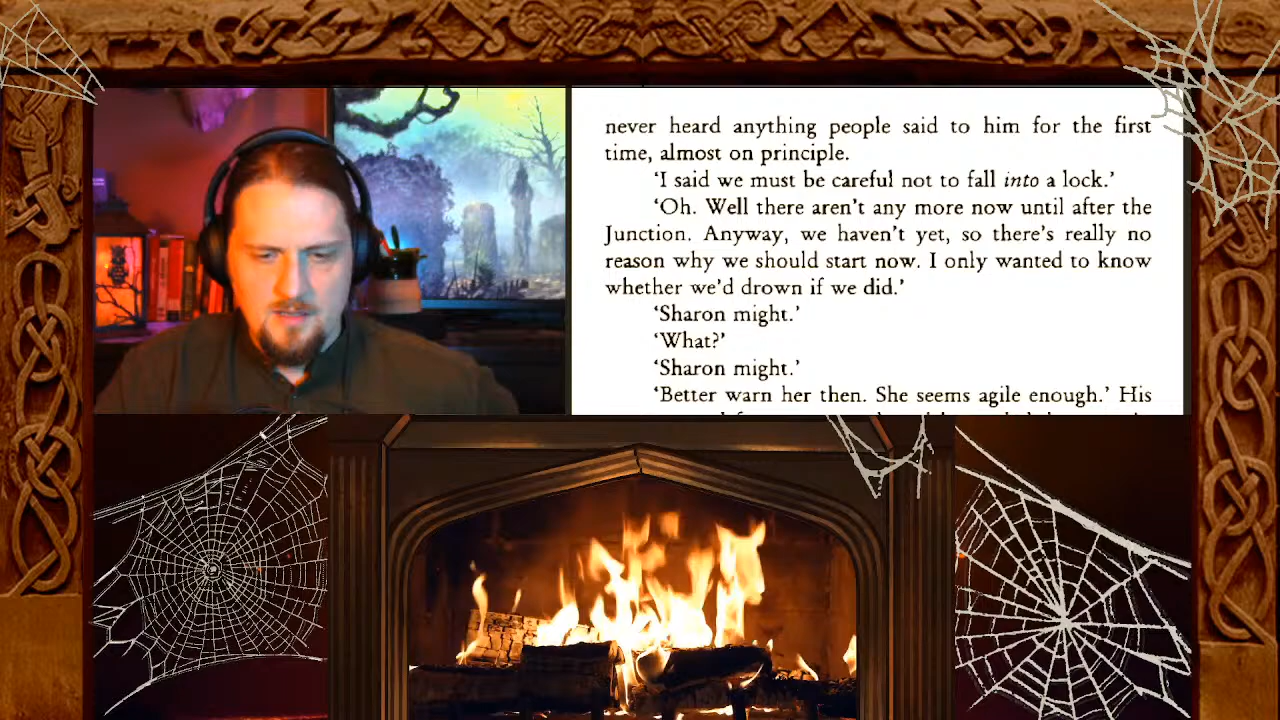 never heard anything people said to him for the first
time, almost on principle.
‘I said we must be careful not to fall into a lock.’
‘Oh. Well there aren’t any more now until after the
Junction. Anyway, we haven’t yet, so there’s really no
reason why we should start now. I only wanted to know
whether we’d drown if we did.’
‘Sharon might.’
‘What?’
‘Sharon might.’
‘Better warn her then. She seems agile enough.’ His